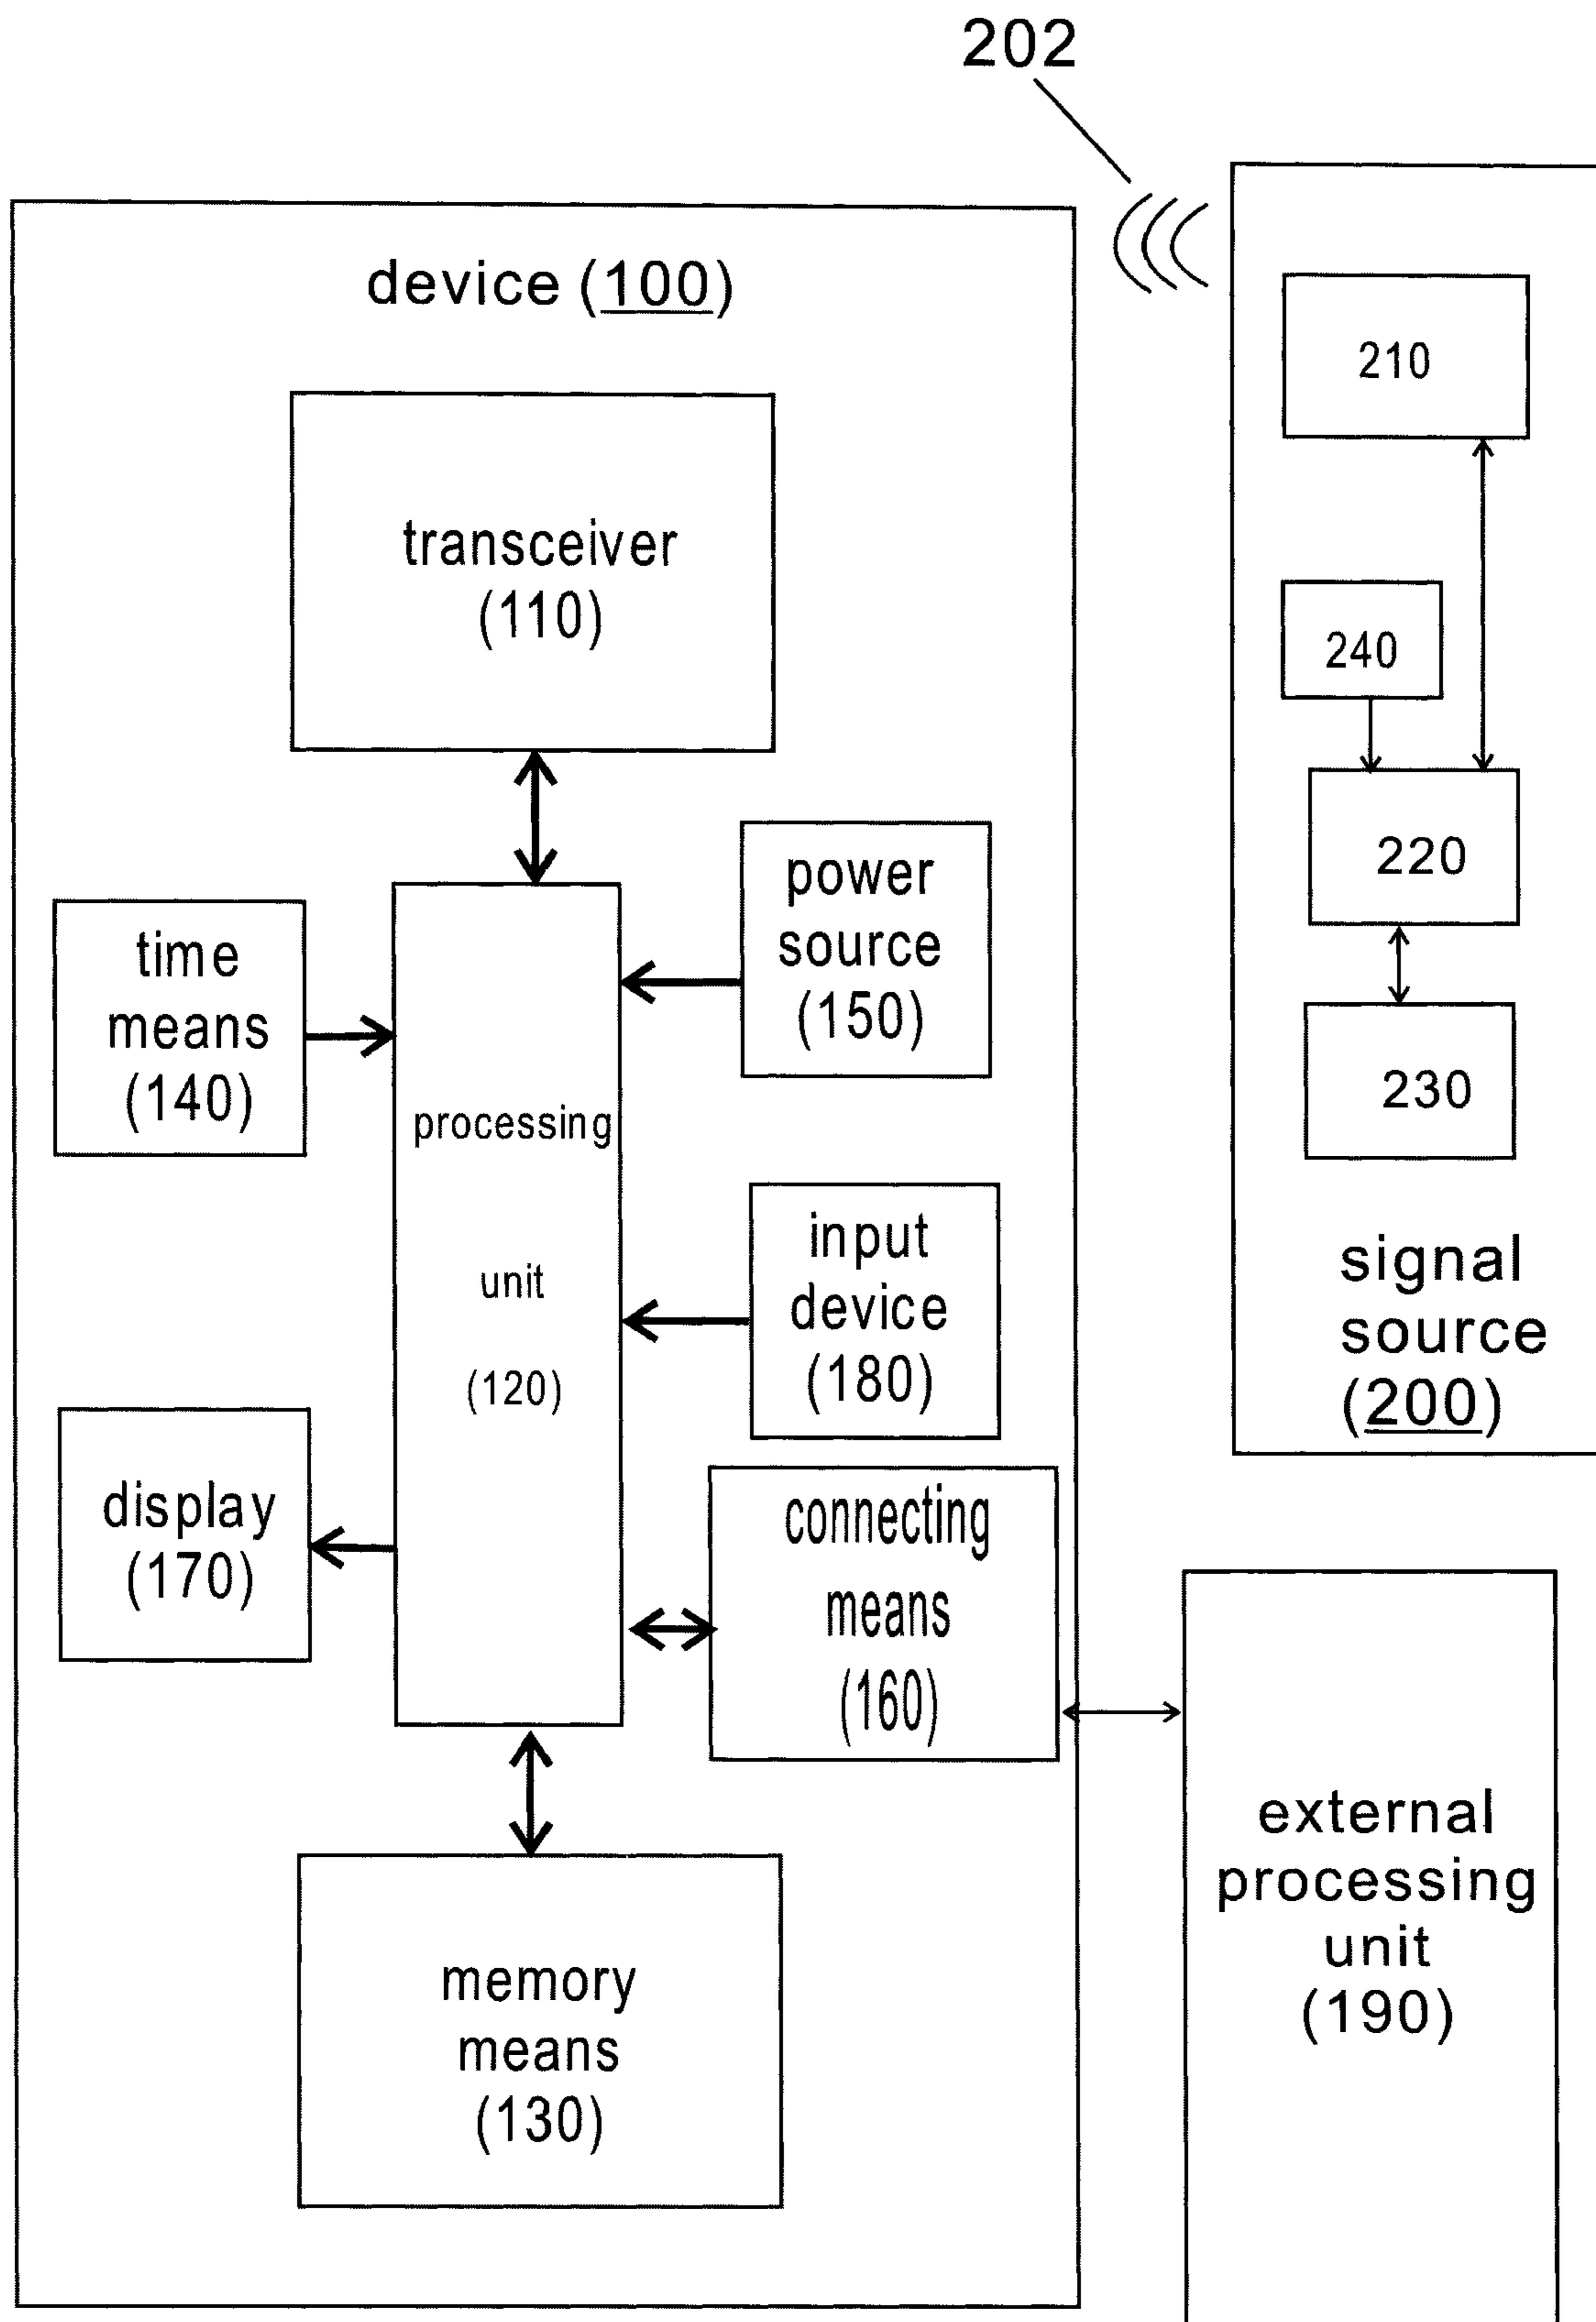 202
device (100)
transceiver
(110)
power
source
(150)
time
means
(140)
processing
unit
(120)
input
device
(180)
display
(170)
connecting
means
(160)
memory
means
(130)
210
240
220
230
signal
source
(200)
external
processing
unit
(190)